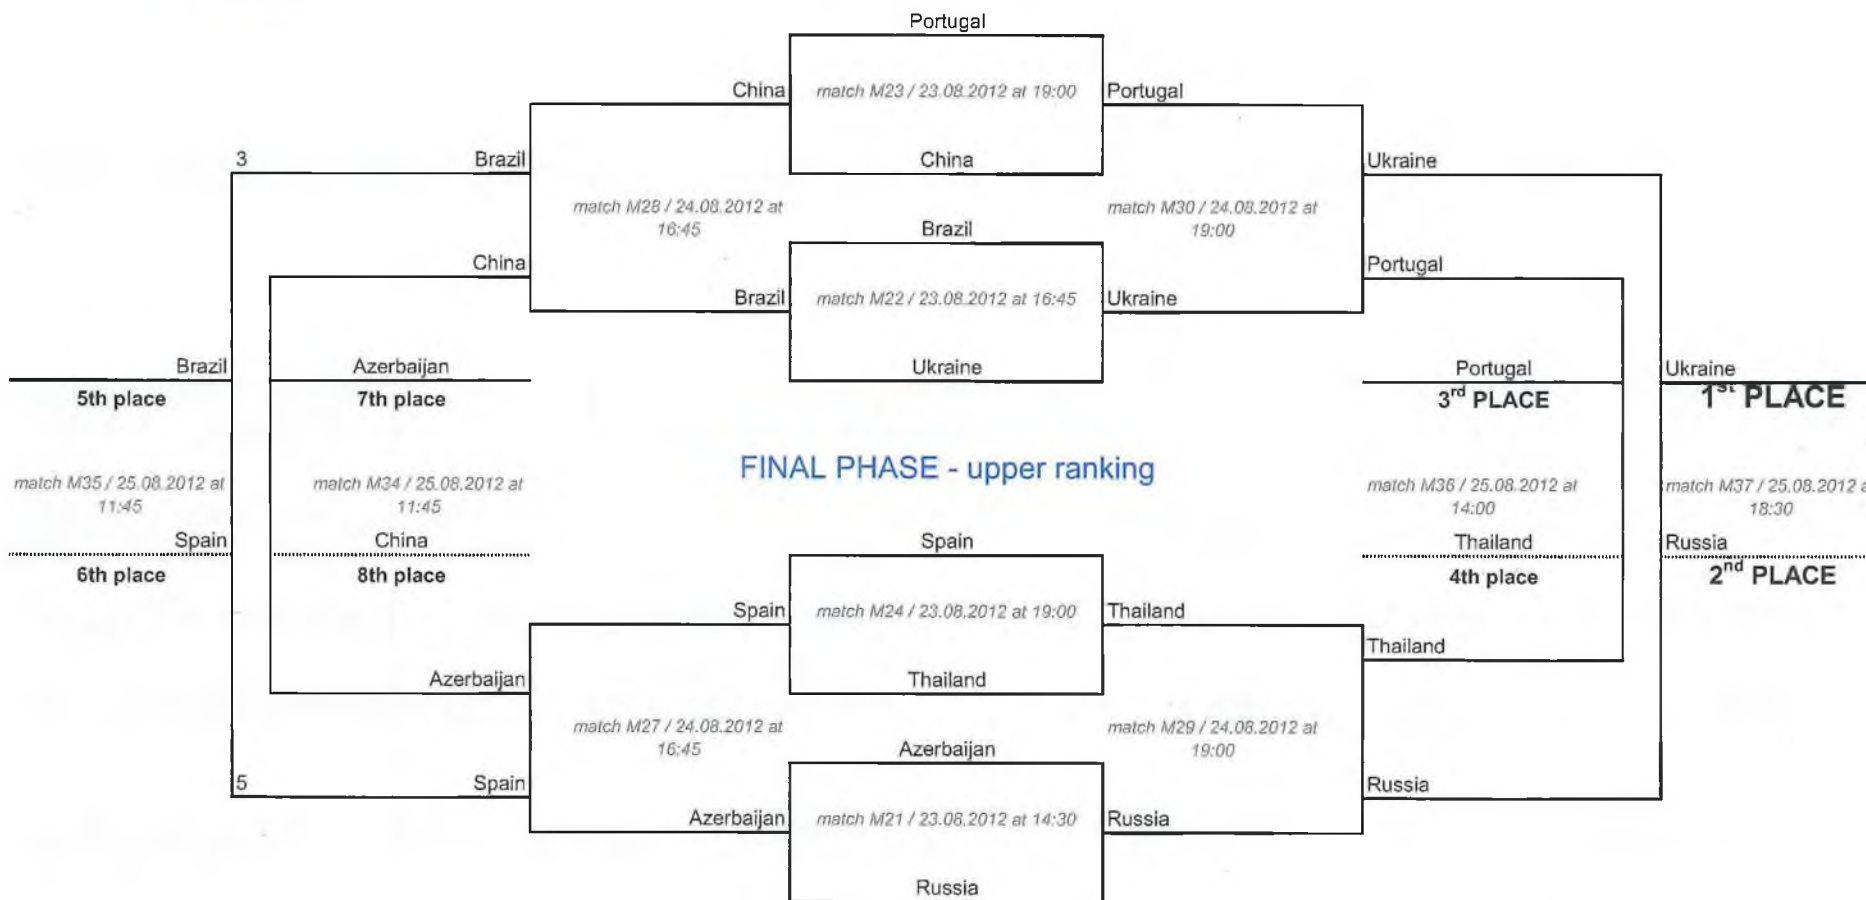 Portugal
China
match M23 / 23.08.2012 at 19:00
Portugal
3
Brazil
China
Ukraine
match M28 / 24.08.2012 at
16:45
match M30 / 24.08.2012 at
19:00
Brazil
China
Portugal
Brazil
match M22 / 23.08.2012 at 16:45
Ukraine
Brazil
Azerbaijan
Ukraine
Portugal
Ukraine
5th place
7th place
3rd PLACE
1st PLACE
FINAL PHASE - upper ranking
match M35 / 25.08.2012 at
11:45
match M34 / 25.08.2012 at
11:45
match M36 / 25.08.2012 at
14:00
match M37 / 25.08.2012 a
18:30
Spain
China
Spain
Thailand
Russia
6th place
8th place
4th place
2nd PLACE
Spain
match M24 / 23.08.2012 at 19:00
Thailand
Thailand
Azerbaijan
Thailand
match M27 / 24.08.2012 at
16:45
match M29 / 24.08.2012 at
19:00
Azerbaijan
5
Spain
Russia
Azerbaijan
match M21 / 23.08.2012 at 14:30
Russia
Russia